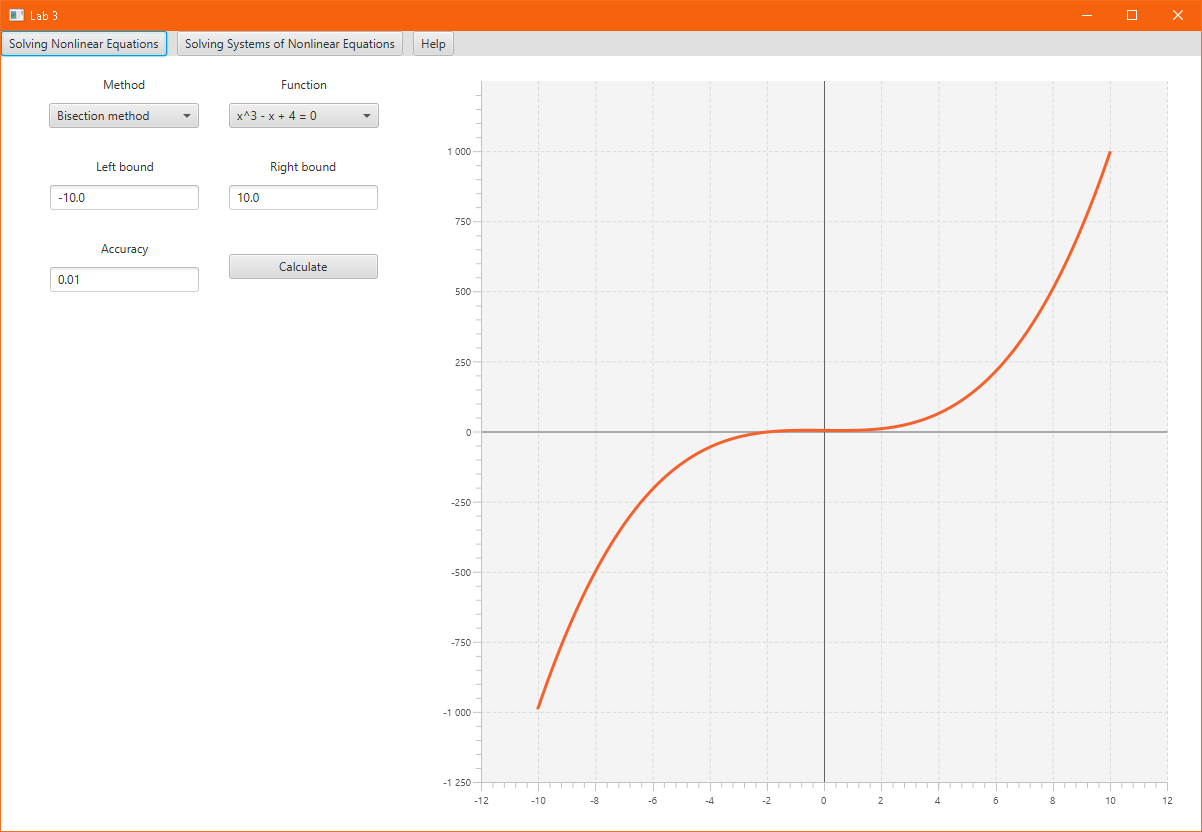 Lab 3
Solving Nonlinear Equations
Solving Systems of Nonlinear Equations
Help
Method
Function
Bisection method
x^3 - x + 4 = 0
Left bound
Right bound
-10.0
10.0
Accuracy
0.01
Calculate
1 000
750
500
250
0
-250
-500
-750
-1 000
-1 250
-12 -10 -8 -6 -4 -2 0 2 4 6 8 10 12